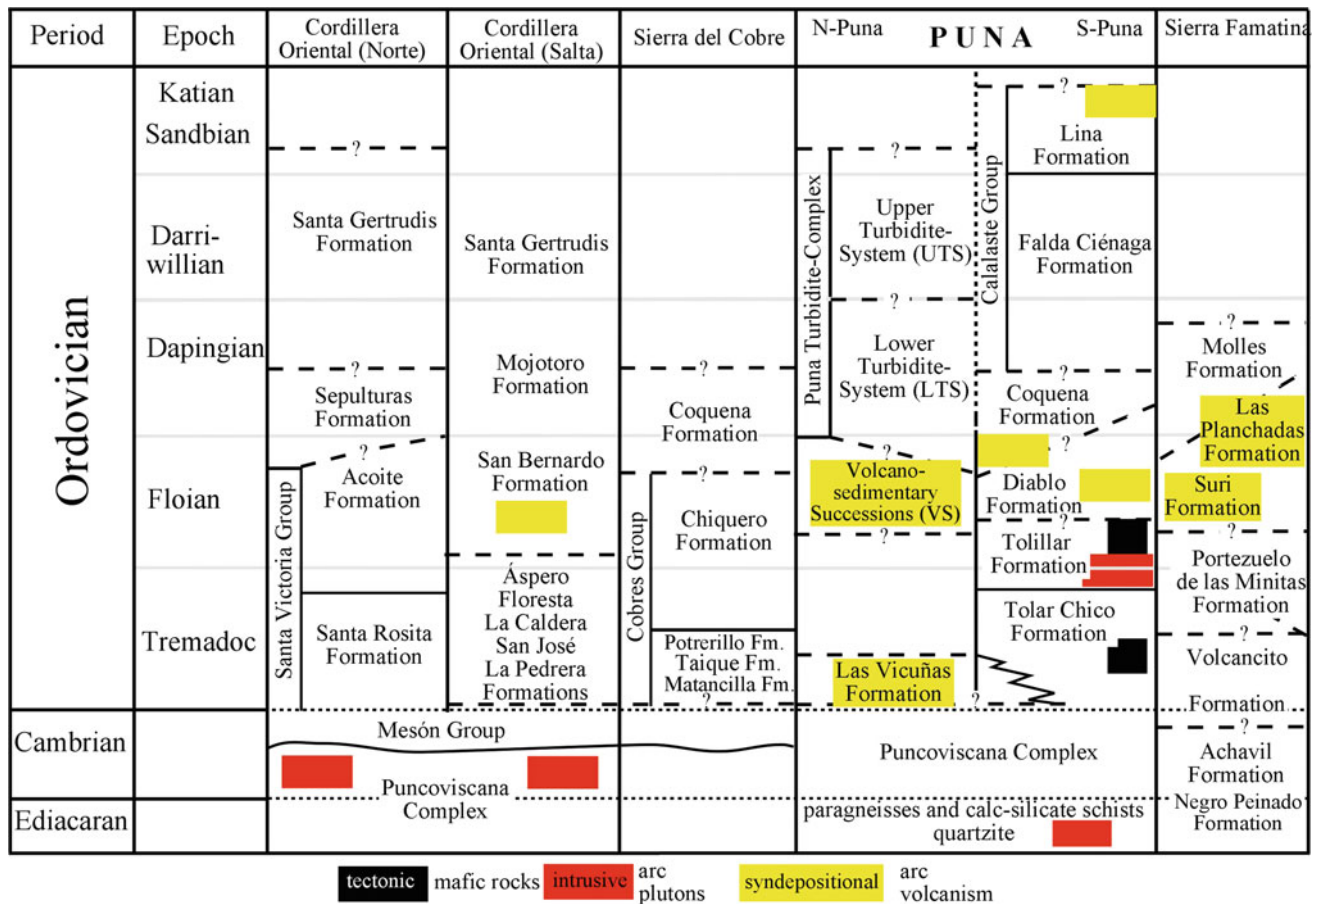 Period
Epoch
Cordillera
Oriental (Norte)
Cordillera
Oriental (Salta)
Sierra del Cobre
N-Puna
PUNA
S-Puna
Sierra Famatina
Ordovician
Katian
Sandbian
Darri-
willian
Dapingian
Floian
Tremadoc
Cambrian
Ediacaran
?
Santa Gertrudis
Formation
?
Sepulturas
Formation
?
Acoite
Formation
Santa Victoria Group
Santa Rosita
Formation
Santa Gertrudis
Formation
Mojotoro
Formation
San Bernardo
Formation
Áspero
Floresta
La Caldera
San José
La Pedrera
Formations
?
Coquena
Formation
?
Cobres Group
Chiquero
Formation
Potrerillo Fm.
Taique Fm.
Matancilla Fm.
?
?
Puna Turbidite-Complex
Upper
Turbidite-
System (UTS)
?
Lower
Turbidite-
System (LTS)
?
Volcano-
sedimentary
Successions (VS)
?
Las Vicuñas
Formation
?
?
Calalaste Group
Lina
Formation
Falda Ciénaga
Formation
?
Coquena
Formation
?
Diablo
Formation
?
Tolillar
Formation
Tolar Chico
Formation
?
Molles
Formation
Las
Planchadas
Formation
Suri
Formation
?
Portezuelo
de las Minitas
Formation
?
Volcancito
Formation
?
Achavil
Formation
Negro Peinado
Formation
Mesón Group
Puncoviscana
Complex
Puncoviscana Complex
paragneisses and calc-silicate schists
quartzite
tectonic mafic rocks
intrusive arc
plutons
syndepositional arc
volcanism